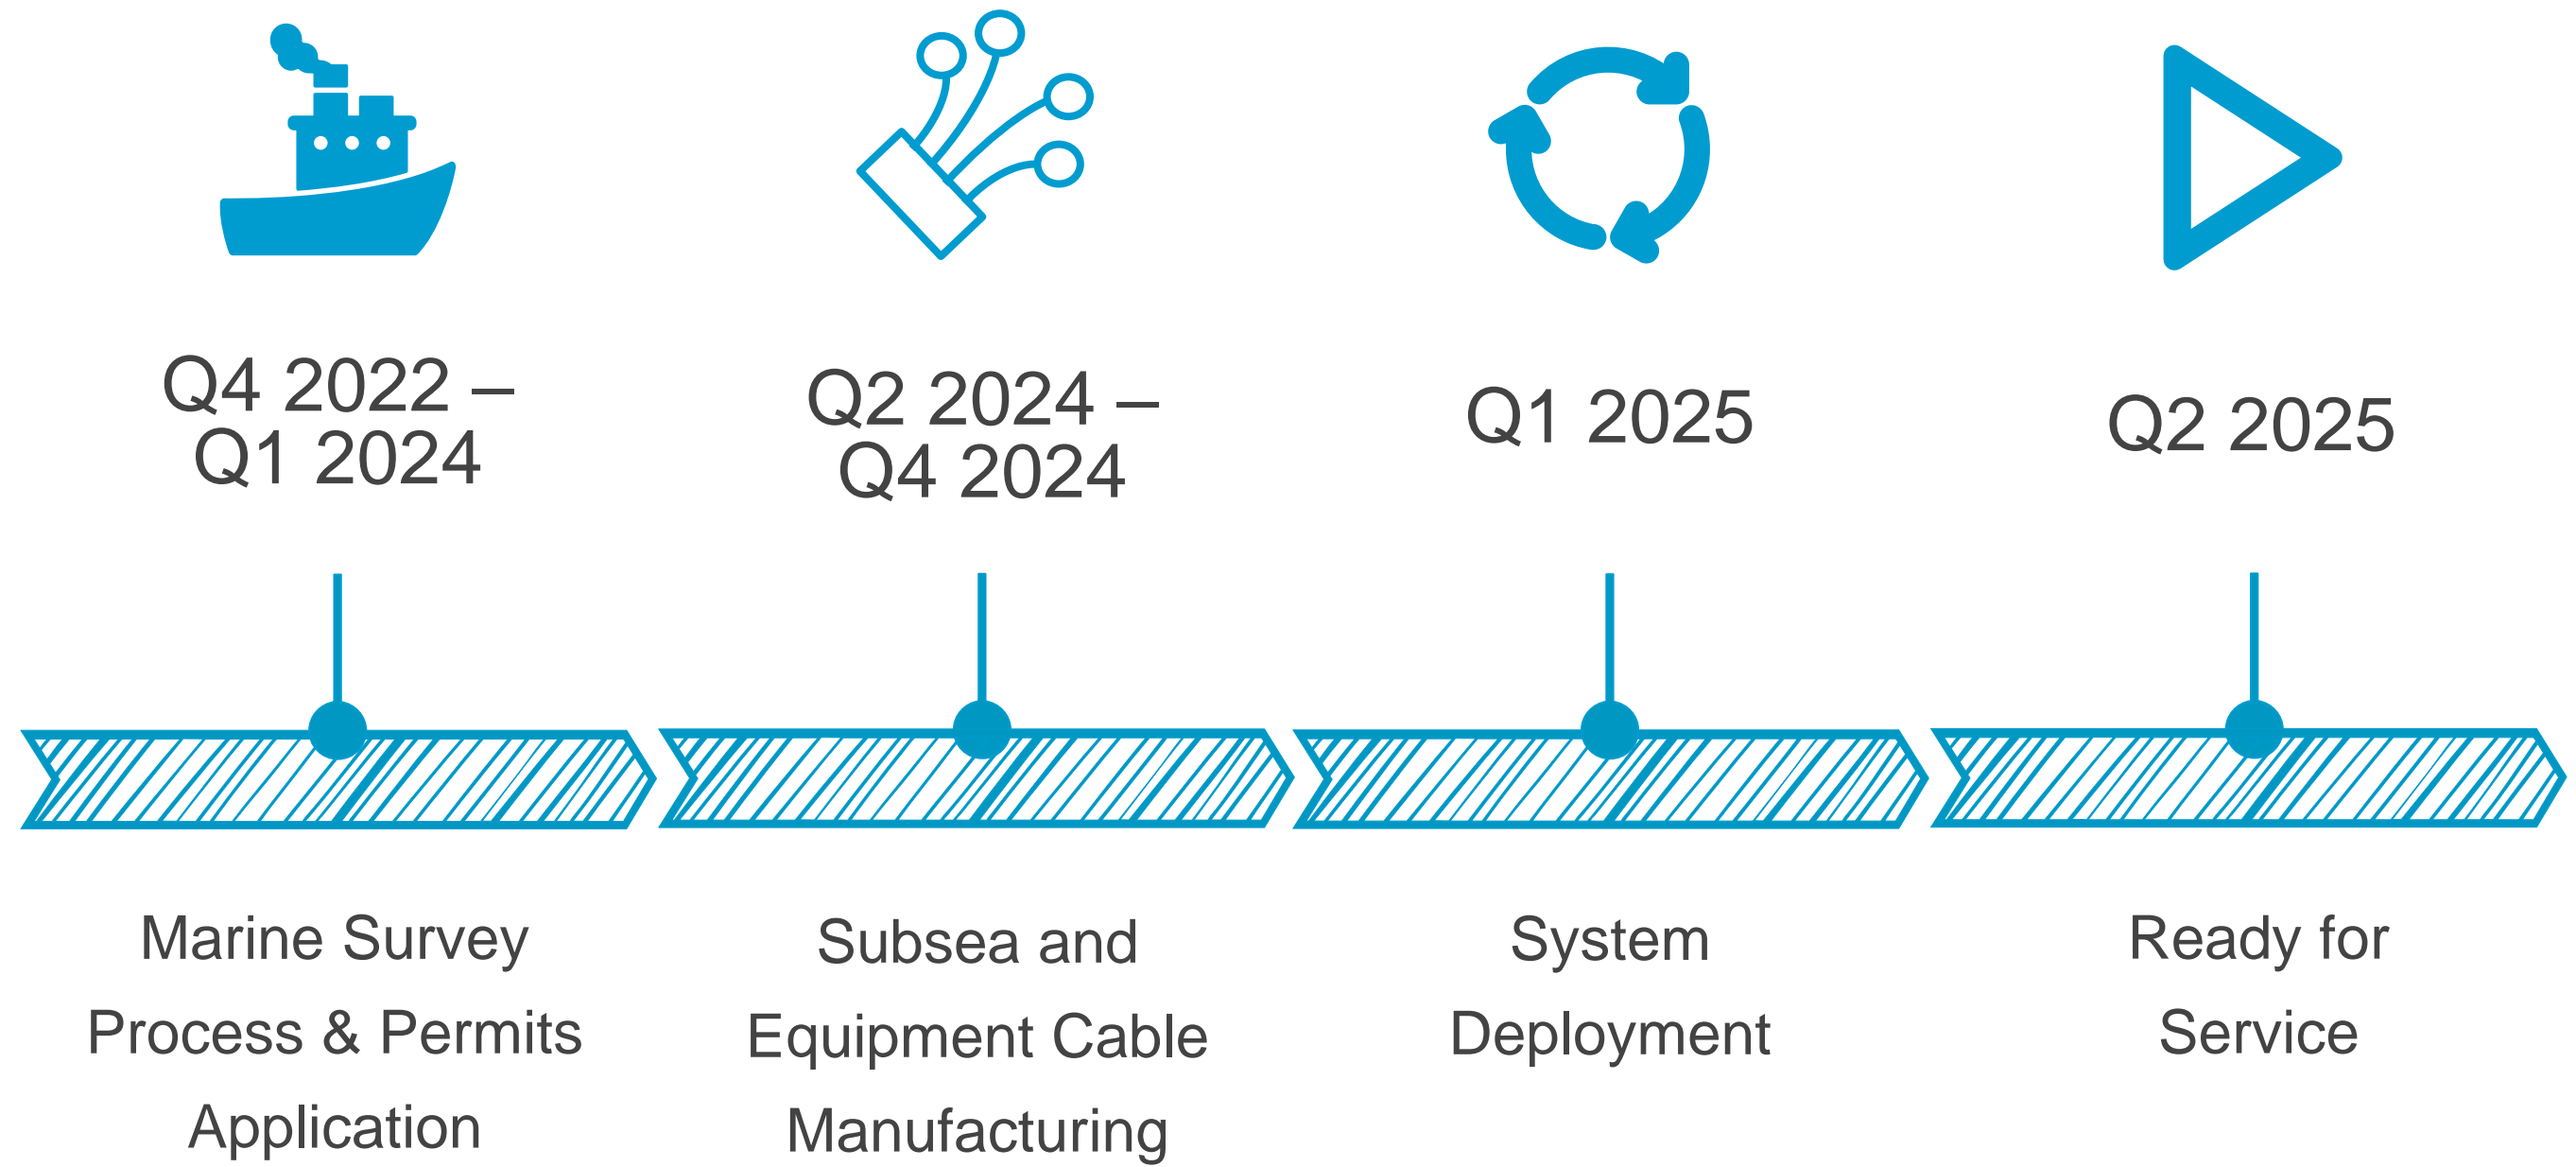 Q4 2022 –
Q1 2024
Q2 2024 –
Q4 2024
Q1 2025
Q2 2025
Marine Survey
Process & Permits
Application
Subsea and
Equipment Cable
Manufacturing
System
Deployment
Ready for
Service